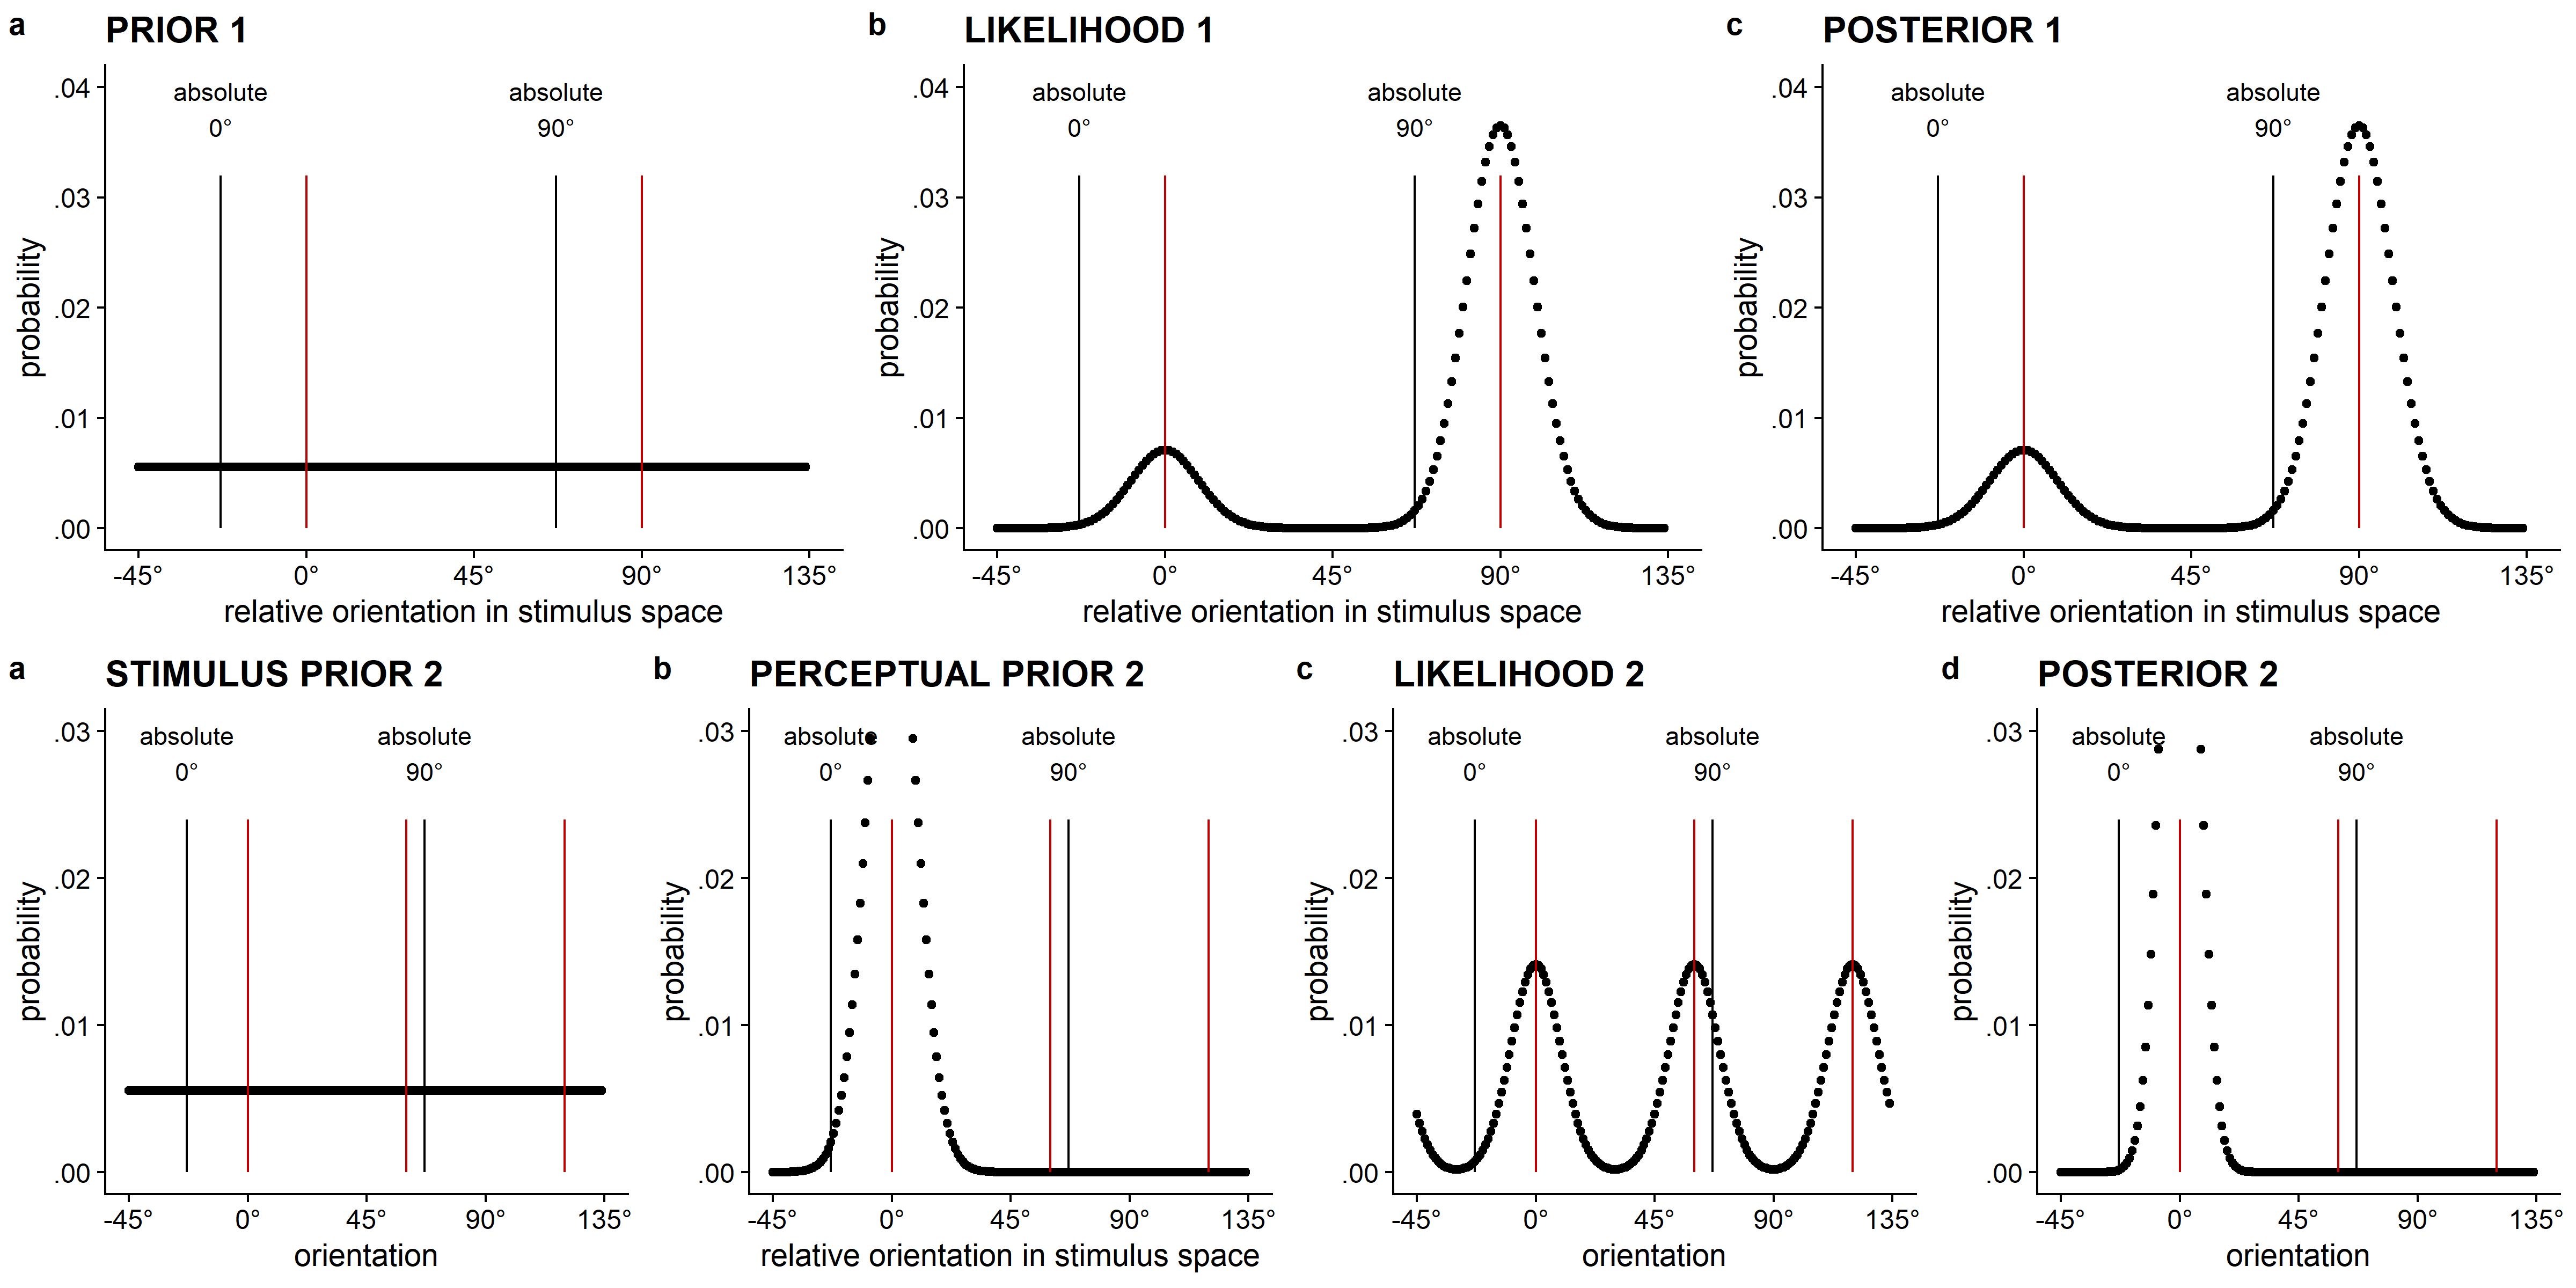 a PRIOR 1
.04
.03
.02
.01
.00
probability
absolute
0°
absolute
90°
-45° 0° 45° 90° 135°
relative orientation in stimulus space
b LIKELIHOOD 1
.04
.03
.02
.01
.00
probability
absolute
0°
absolute
90°
-45° 0° 45° 90° 135°
relative orientation in stimulus space
c POSTERIOR 1
.04
.03
.02
.01
.00
probability
absolute
0°
absolute
90°
-45° 0° 45° 90° 135°
relative orientation in stimulus space
a STIMULUS PRIOR 2
.03
.02
.01
.00
probability
absolute
0°
absolute
90°
-45° 0° 45° 90° 135°
orientation
b PERCEPTUAL PRIOR 2
.03
.02
.01
.00
probability
absolute
0°
absolute
90°
-45° 0° 45° 90° 135°
relative orientation in stimulus space
c LIKELIHOOD 2
.03
.02
.01
.00
probability
absolute
0°
absolute
90°
-45° 0° 45° 90° 135°
orientation
d POSTERIOR 2
.03
.02
.01
.00
probability
absolute
0°
absolute
90°
-45° 0° 45° 90° 135°
orientation